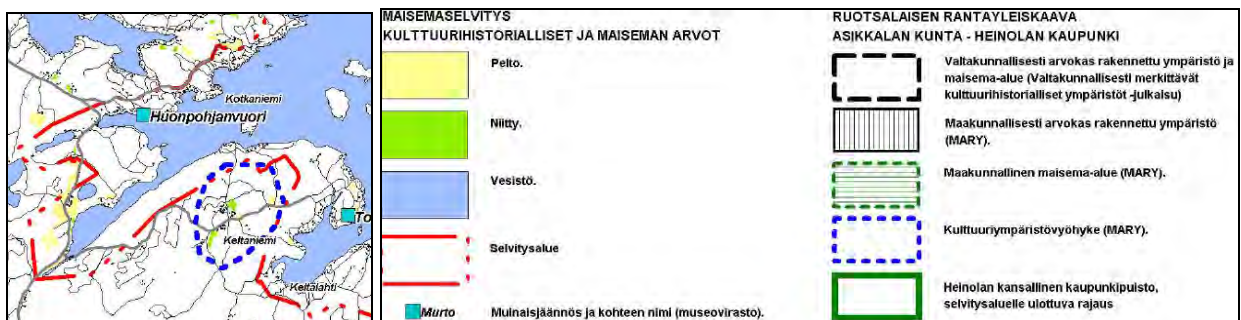 Kotkaniemi
Huonpohjanvuori
Keltaniemi
To
Keltalahti
MAISEMASELVITYS
KULTTUURIHISTORIALLISET JA MAISEMAN ARVOT
Pelto.
Niitty.
Vesistö.
Selvitysalue
Murto
Muinaisjäännös ja kohteen nimi (museovirasto).
RUOTSALAISEN RANTAYLEISKAAVA
ASIKKALAN KUNTA - HEINOLAN KAUPUNKI
Valtakunnallisesti arvokas rakennettu ympäristö ja
maisema-alue (Valtakunnallisesti merkittävät
kulttuurihistorialliset ympäristöt -julkaisu)
Maakunnallisesti arvokas rakennettu ympäristö
(MARY).
Maakunnallinen maisema-alue (MARY).
Kulttuuriympäristövyöhyke (MARY).
Heinolan kansallinen kaupunkipuisto,
selvitysaluelle ulottuva rajaus